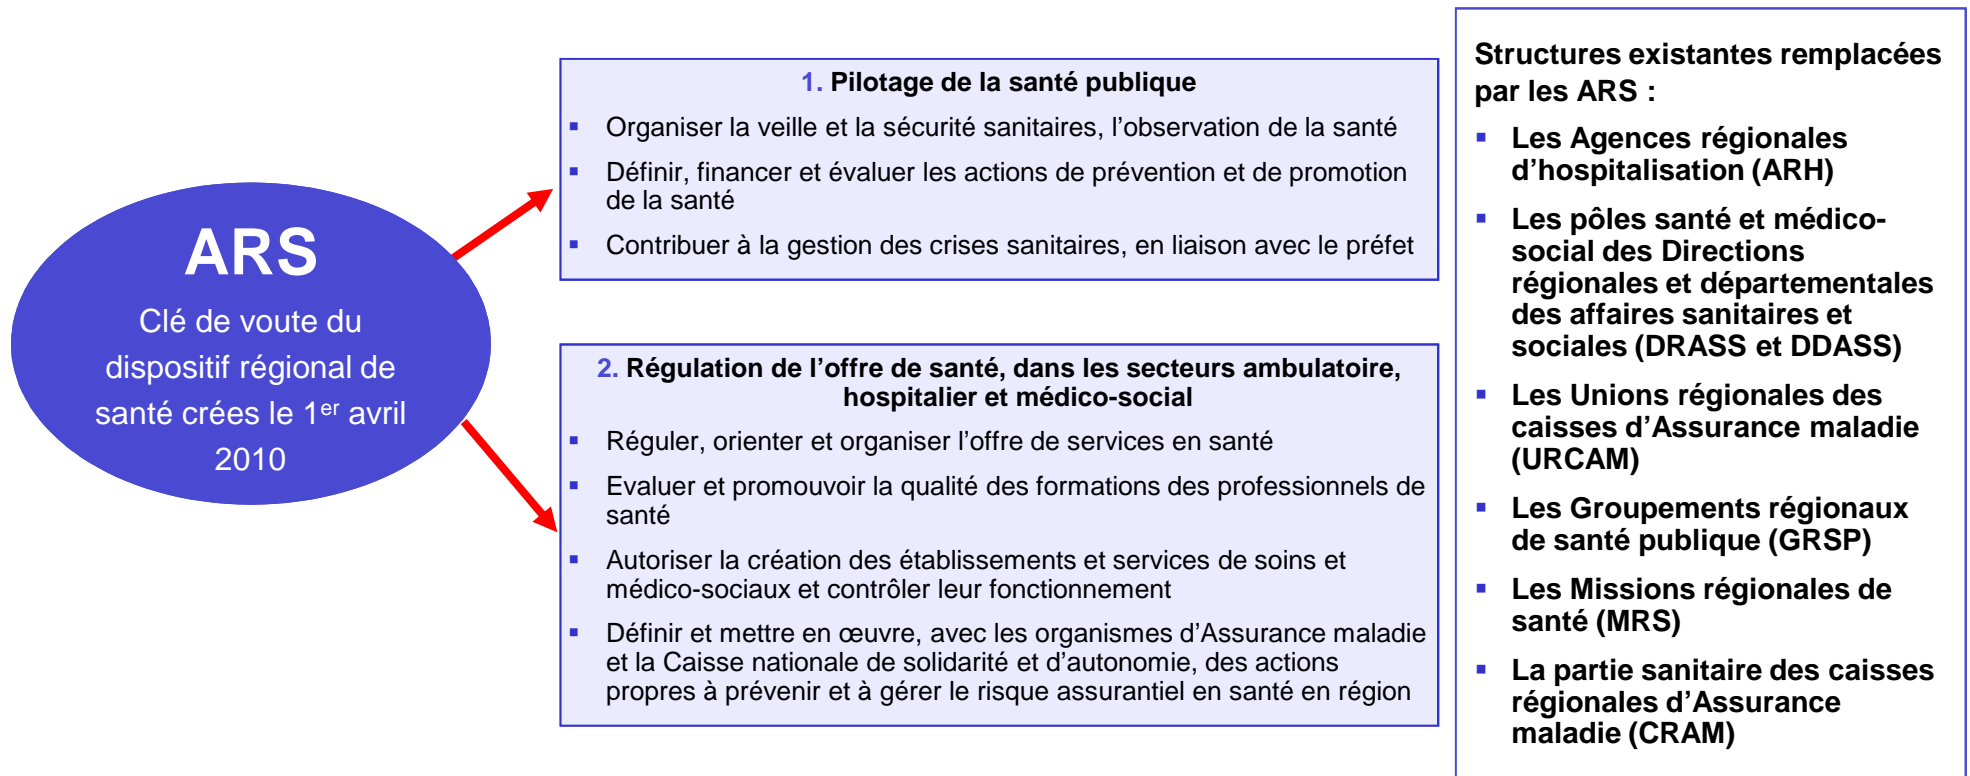 ARS
Clé de voute du
dispositif régional de
santé crées le 1er avril
2010
1. Pilotage de la santé publique
▪ Organiser la veille et la sécurité sanitaires, l’observation de la santé
▪ Définir, financer et évaluer les actions de prévention et de promotion
de la santé
▪ Contribuer à la gestion des crises sanitaires, en liaison avec le préfet
2. Régulation de l’offre de santé, dans les secteurs ambulatoire,
hospitalier et médico-social
▪ Réguler, orienter et organiser l’offre de services en santé
▪ Evaluer et promouvoir la qualité des formations des professionnels de
santé
▪ Autoriser la création des établissements et services de soins et
médico-sociaux et contrôler leur fonctionnement
▪ Définir et mettre en œuvre, avec les organismes d’Assurance maladie
et la Caisse nationale de solidarité et d’autonomie, des actions
propres à prévenir et à gérer le risque assurantiel en santé en région
Structures existantes remplacées
par les ARS :
▪ Les Agences régionales
d’hospitalisation (ARH)
▪ Les pôles santé et médico-
social des Directions
régionales et départementales
des affaires sanitaires et
sociales (DRASS et DDASS)
▪ Les Unions régionales des
caisses d’Assurance maladie
(URCAM)
▪ Les Groupements régionaux
de santé publique (GRSP)
▪ Les Missions régionales de
santé (MRS)
▪ La partie sanitaire des caisses
régionales d’Assurance
maladie (CRAM)